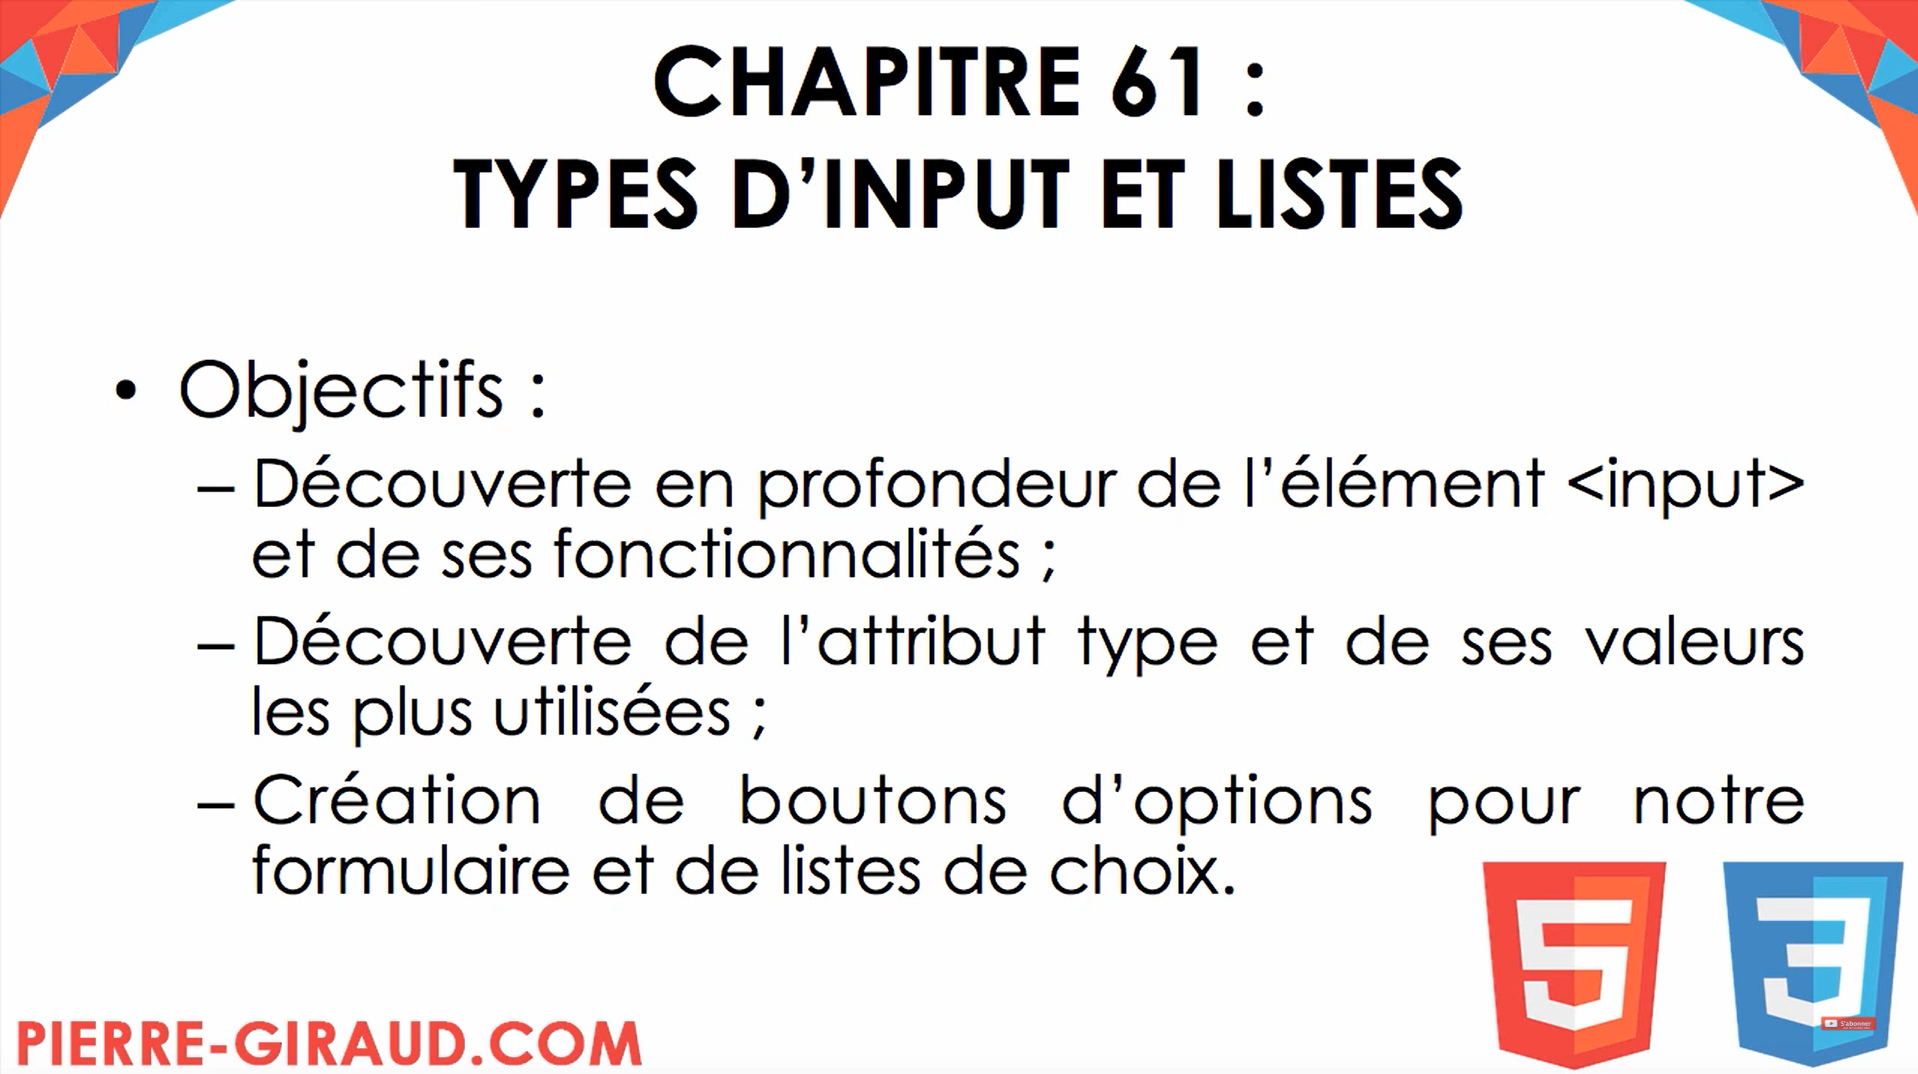 CHAPITRE 61 :
TYPES D’INPUT ET LISTES
• Objectifs :
– Découverte en profondeur de l’élément <input>
et de ses fonctionnalités ;
– Découverte de l’attribut type et de ses valeurs
les plus utilisées ;
– Création de boutons d’options pour notre
formulaire et de listes de choix.
PIERRE-GIRAUD.COM
5
3
S'abonner